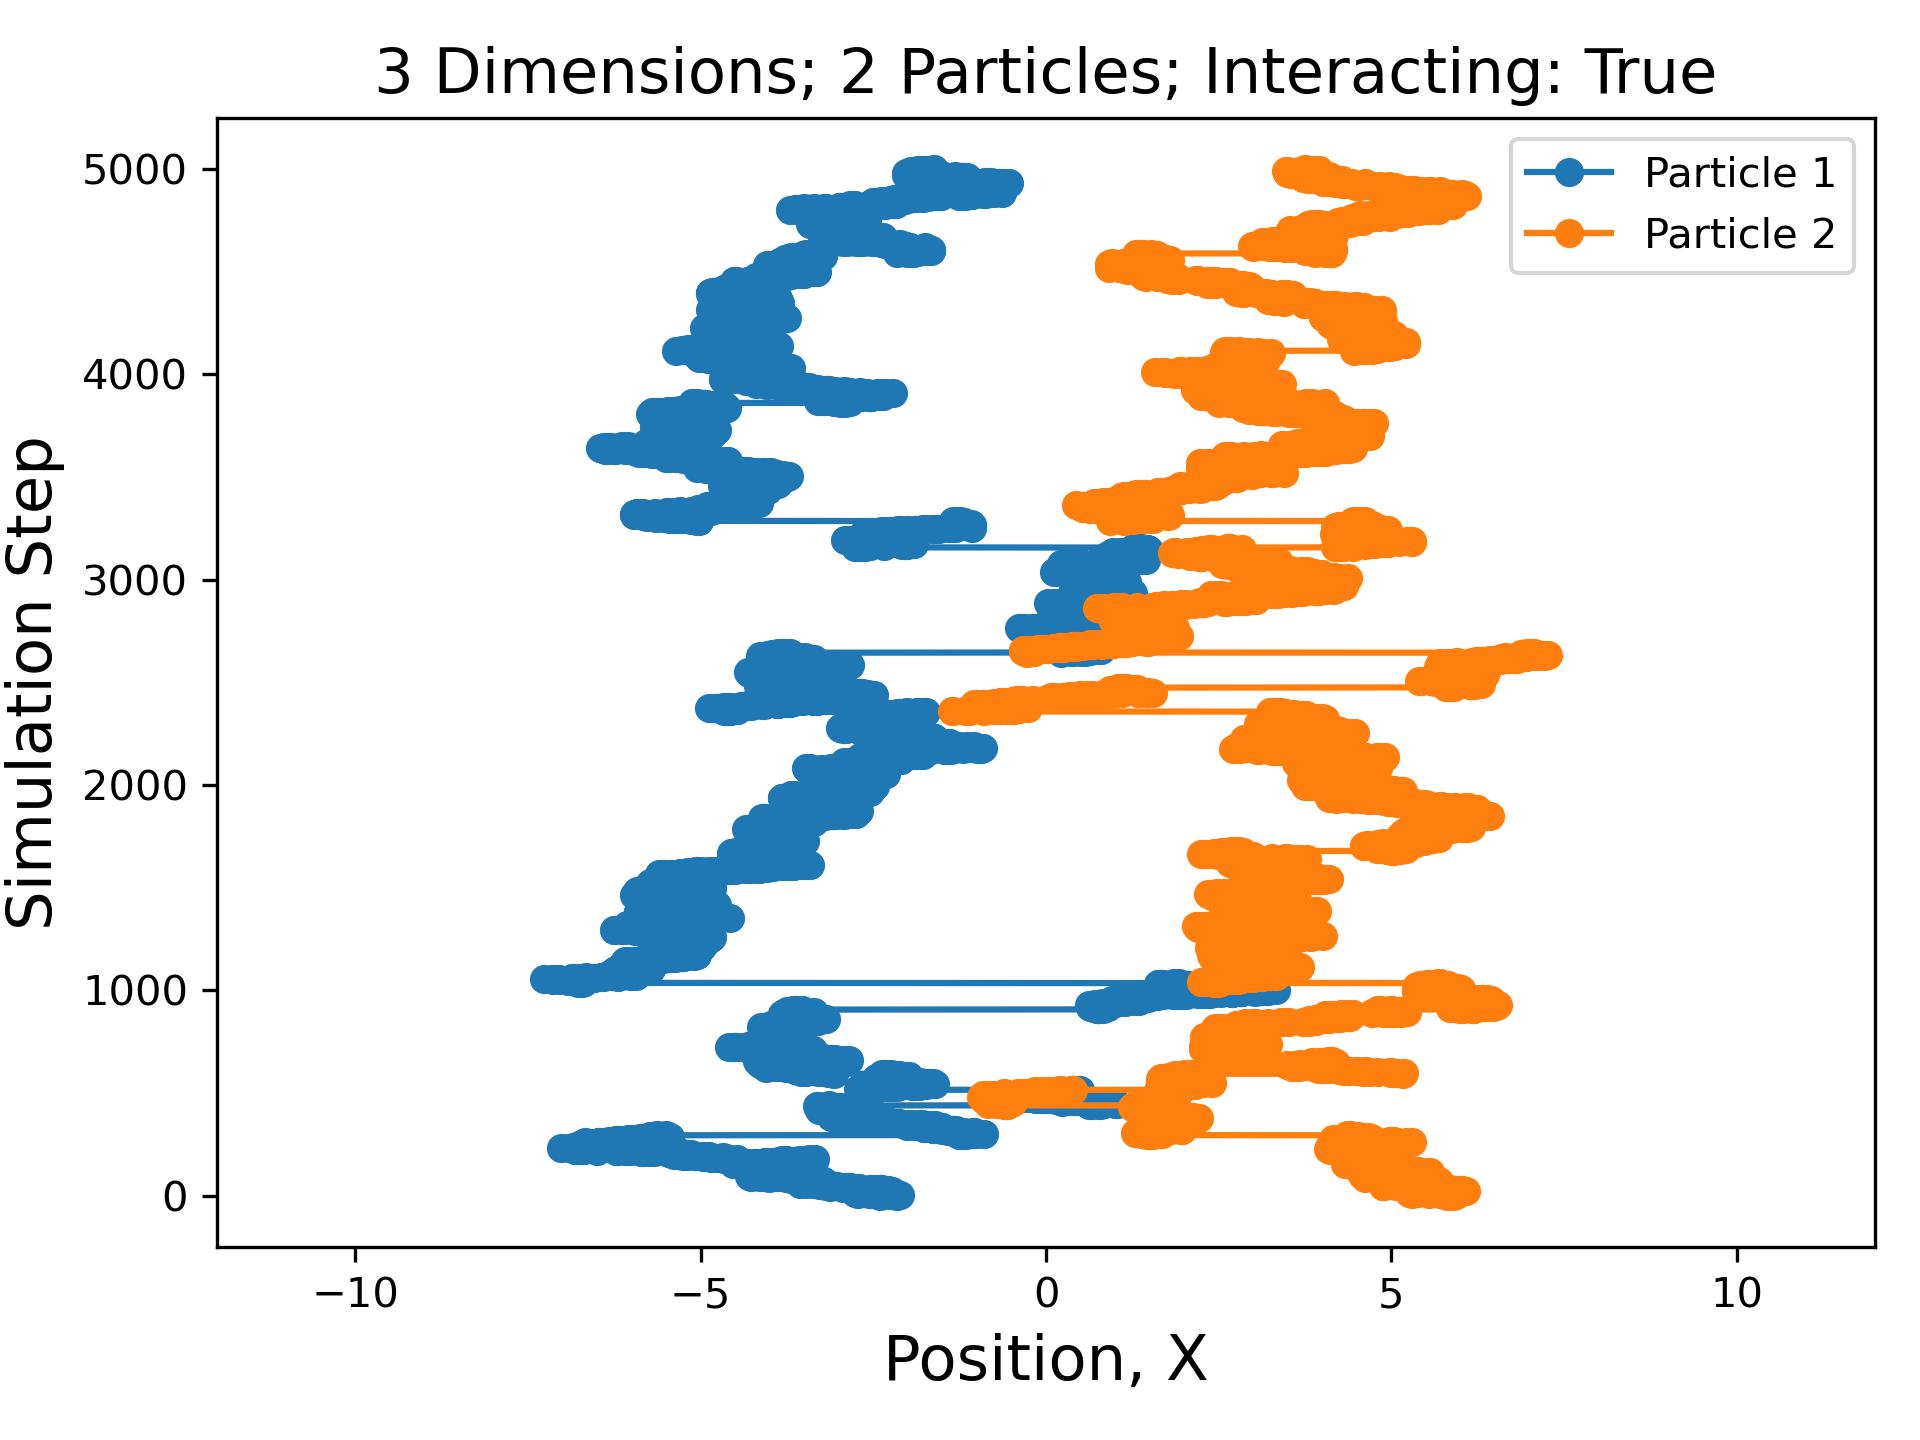 3 Dimensions; 2 Particles; Interacting: True
Particle 1
Particle 2
5000
4000
3000
2000
1000
0
Simulation Step
−10
−5
0
5
10
Position, X